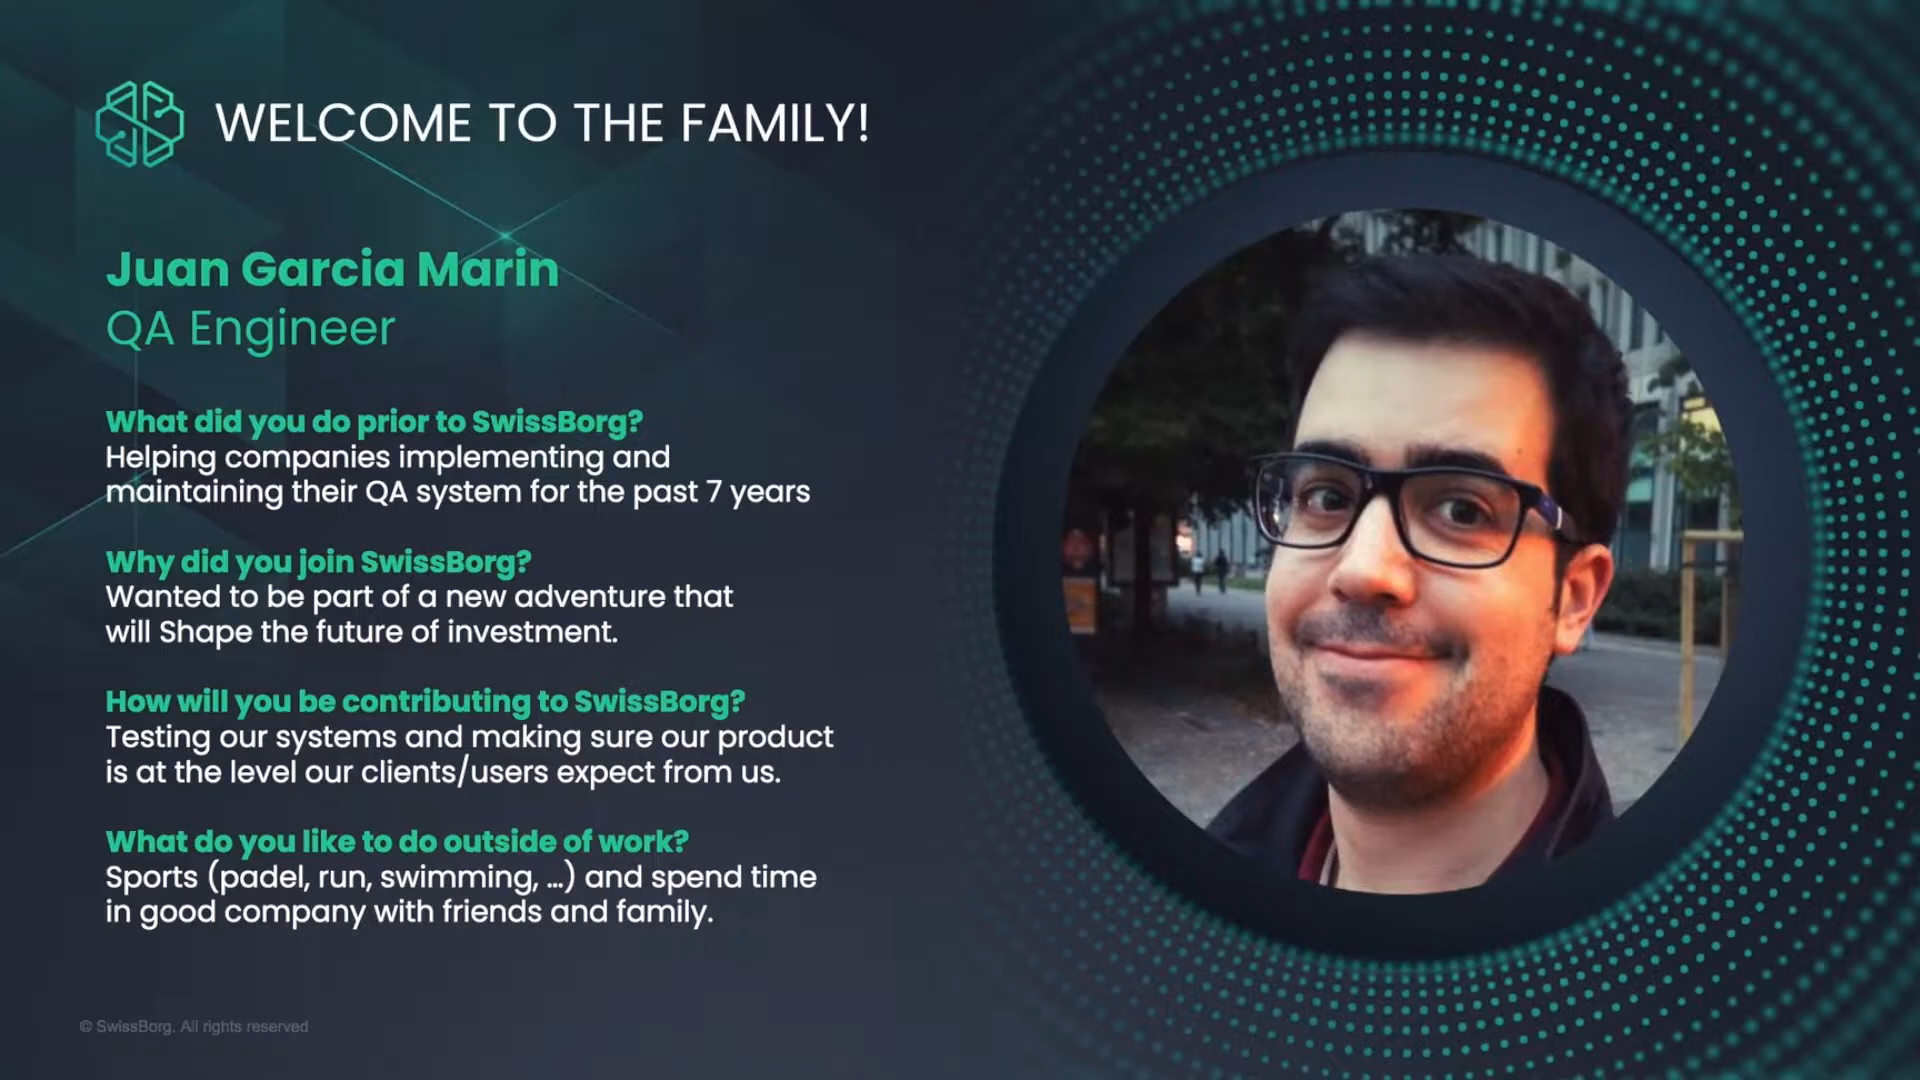 WELCOME TO THE FAMILY!
Juan Garcia Marin
QA Engineer
What did you do prior to SwissBorg?
Helping companies implementing and
maintaining their QA system for the past 7 years
Why did you join SwissBorg?
Wanted to be part of a new adventure that
will Shape the future of investment.
How will you be contributing to SwissBorg?
Testing our systems and making sure our product
is at the level our clients/users expect from us.
What do you like to do outside of work?
Sports (padel, run, swimming, ...) and spend time
in good company with friends and family.
© SwissBorg. All rights reserved